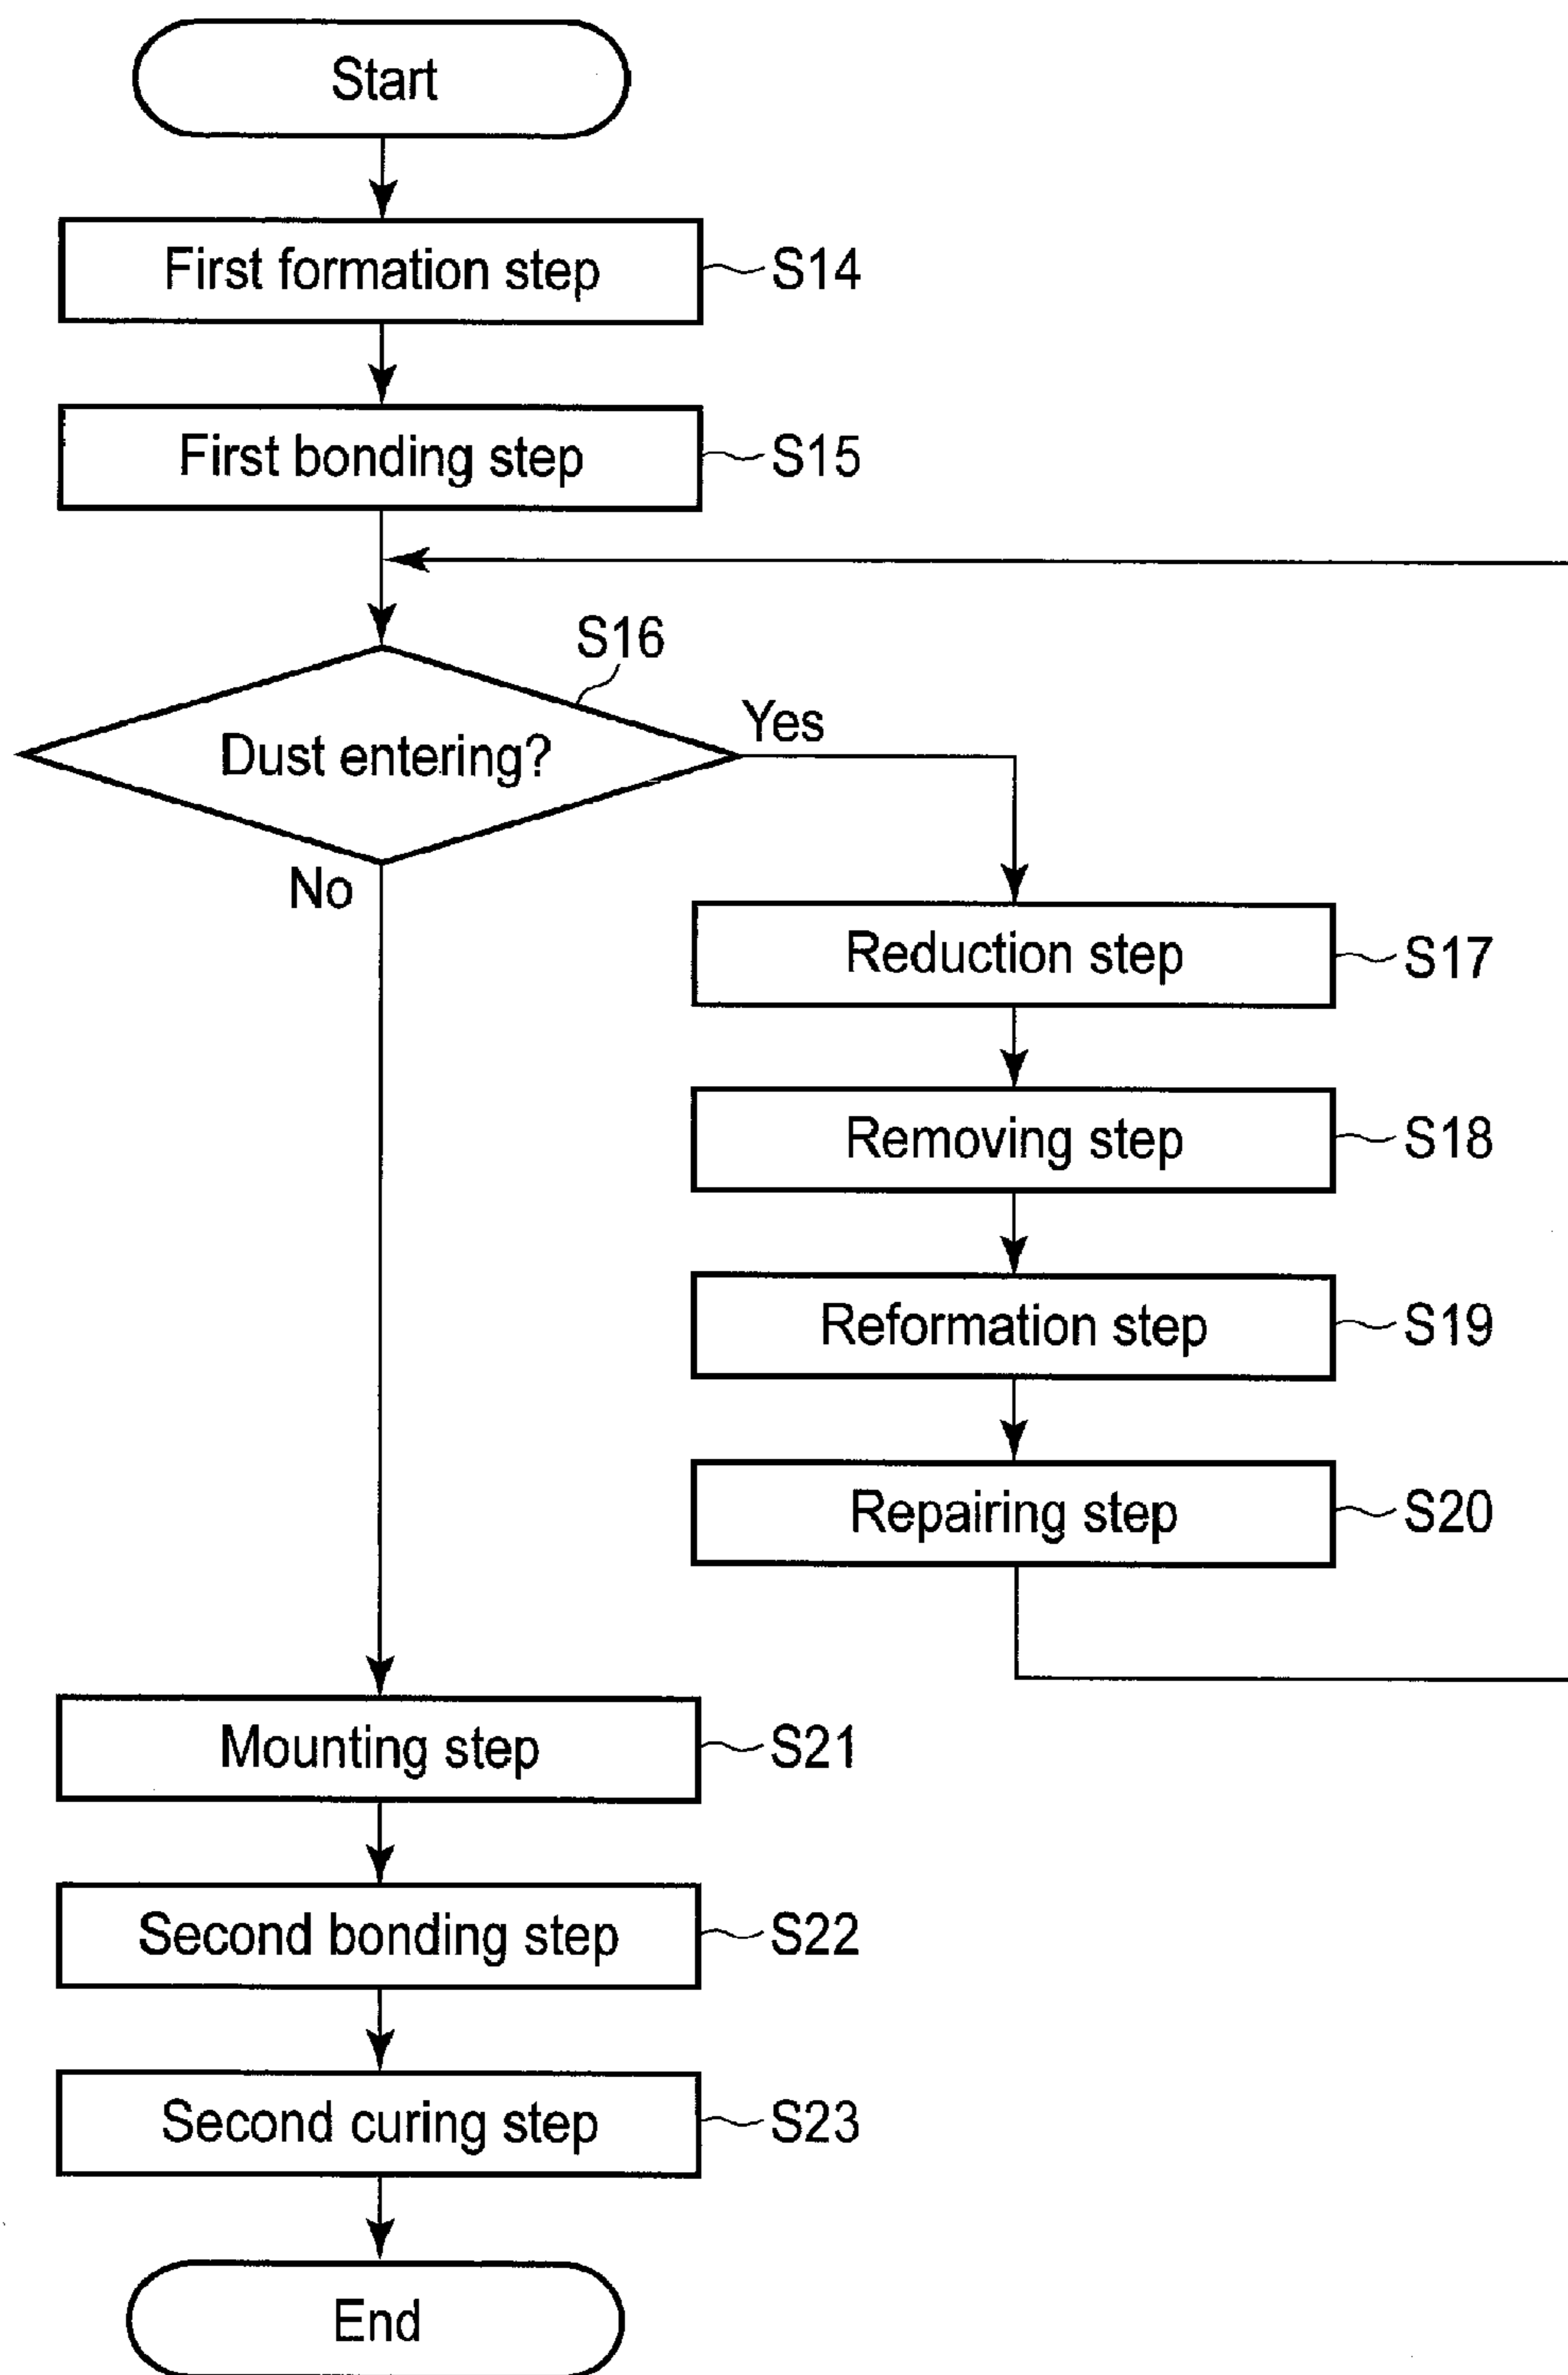 Start
First formation step S14
First bonding step S15
S16
Dust entering?
Yes
No
Reduction step S17
Removing step S18
Reformation step S19
Repairing step S20
Mounting step S21
Second bonding step S22
Second curing step S23
End